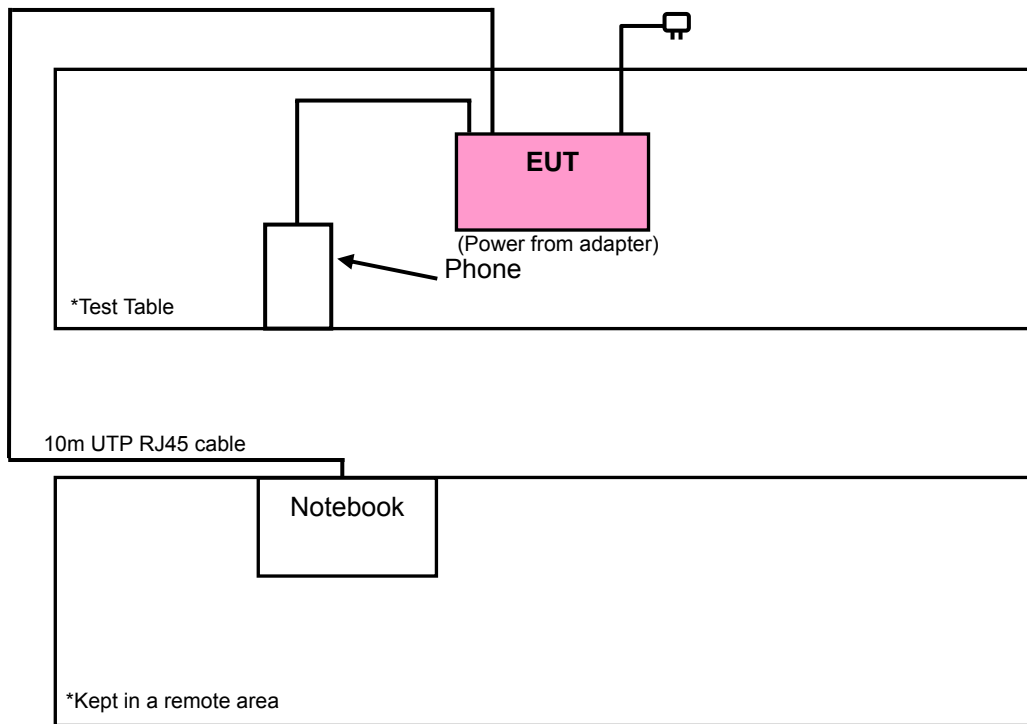 EUT
(Power from adapter)
Phone
*Test Table
10m UTP RJ45 cable
Notebook
*Kept in a remote area